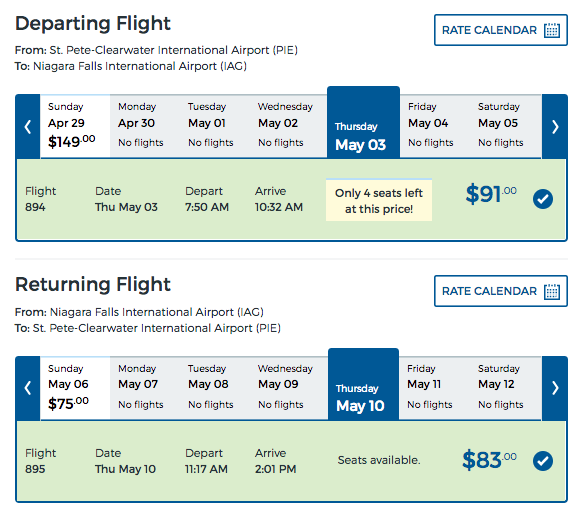 Departing Flight
RATE CALENDAR
From: St. Pete-Clearwater International Airport (PIE)
To: Niagara Falls International Airport (IAG)
Sunday Monday Tuesday Wednesday Thursday Friday Saturday
Apr 29 Apr 30 May 01 May 02 May 03 May 04 May 05
$149.00 No flights No flights No flights No flights No flights
Flight Date Depart Arrive Only 4 seats left $91.00
894 Thu May 03 7:50 AM 10:32 AM at this price!
Returning Flight
RATE CALENDAR
From: Niagara Falls International Airport (IAG)
To: St. Pete-Clearwater International Airport (PIE)
Sunday Monday Tuesday Wednesday Thursday Friday Saturday
May 06 May 07 May 08 May 09 May 10 May 11 May 12
$75.00 No flights No flights No flights No flights No flights
Flight Date Depart Arrive Seats available. $83.00
895 Thu May 10 11:17 AM 2:01 PM